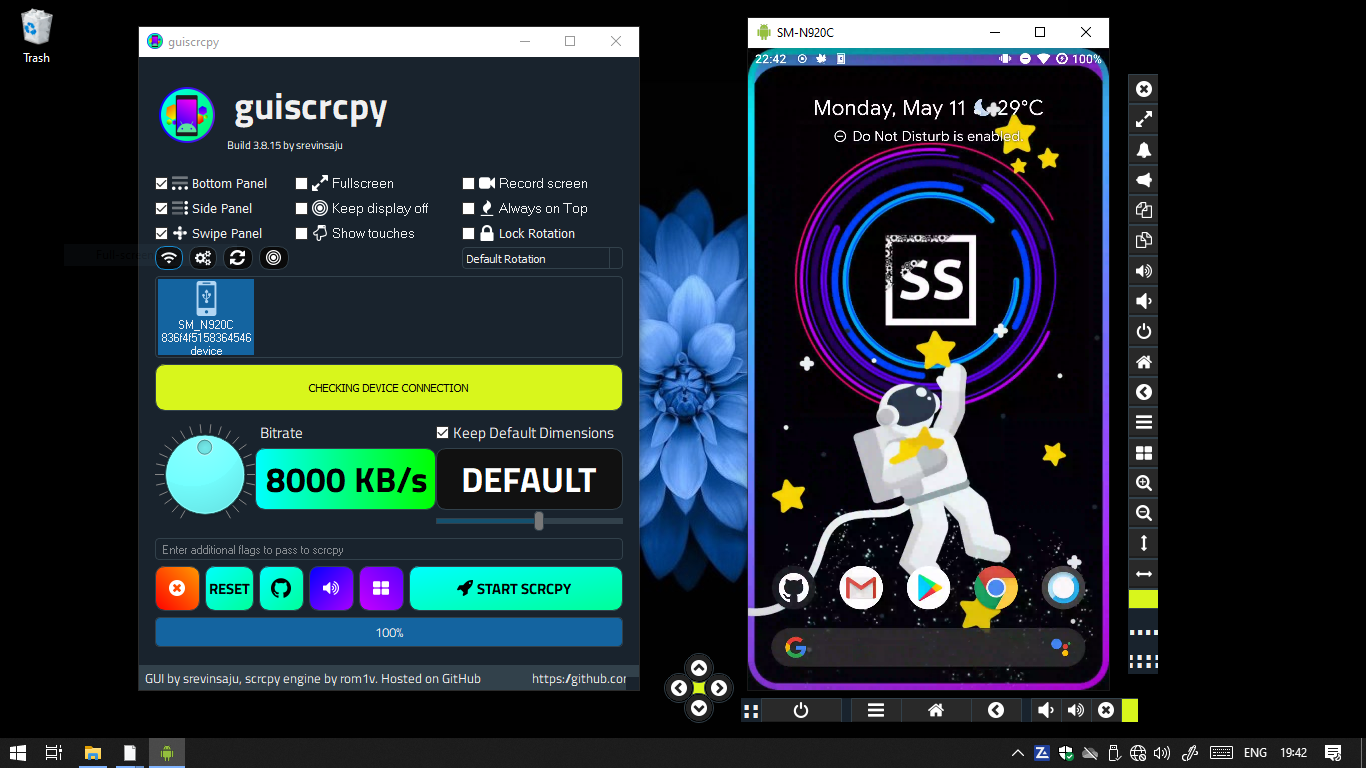 Trash
guiscrcpy
guiscrcpy
Build 3.8.15 by srevinsaju
Bottom Panel
Fullscreen
Record screen
Side Panel
Keep display off
Always on Top
Swipe Panel
Show touches
Lock Rotation
Default Rotation
SM_N920C
836f4f5158364546
device
CHECKING DEVICE CONNECTION
Bitrate
Keep Default Dimensions
8000 KB/s
DEFAULT
Enter additional flags to pass to scrcpy
RESET
START SCRCPY
100%
GUI by srevinsaju, scrcpy engine by rom1v. Hosted on GitHub
https://github.com
SM-N920C
22:42
100%
Monday, May 11
29°C
Do Not Disturb is enabled
SS
ENG
19:42